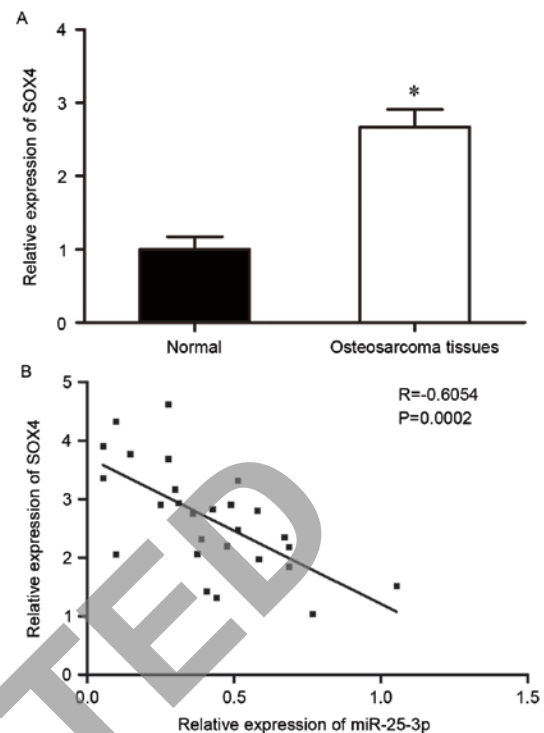 A
Relative expression of SOX4
4
3
2
1
0
*
Normal
Osteosarcoma tissues
B
Relative expression of SOX4
5
4
3
2
1
0
R=-0.6054
P=0.0002
0.0
0.5
1.0
1.5
Relative expression of miR-25-3p
TED